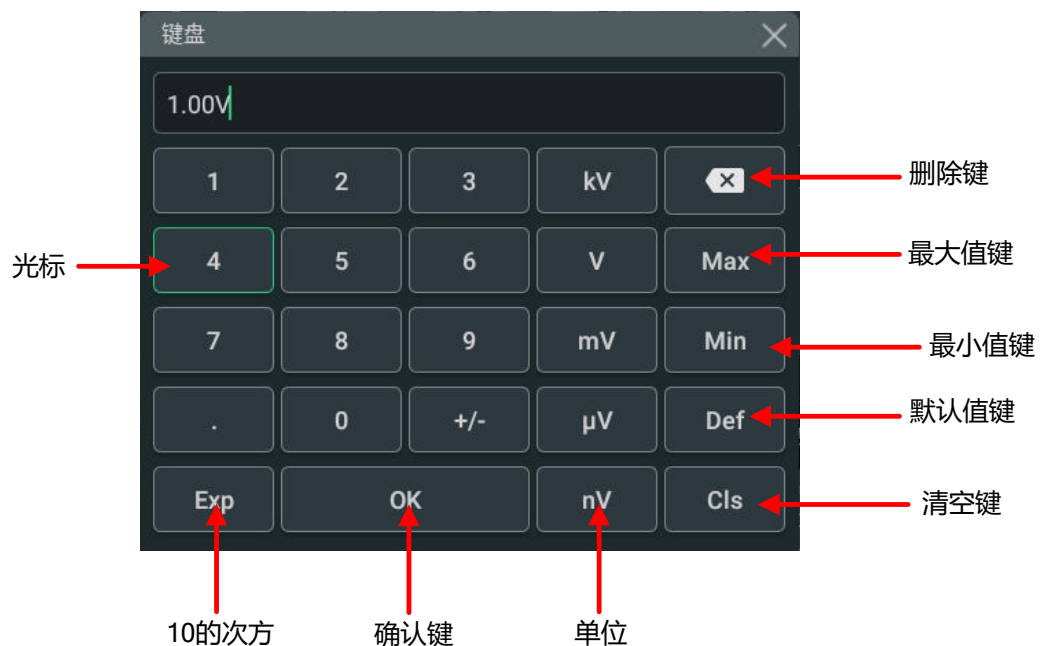 键盘
1.00V
1 2 3 kV 删除键
光标 4 5 6 V Max 最大值键
7 8 9 mV Min 最小值键
. 0 +/- µV Def 默认值键
Exp OK nV Cls 清空键
10的次方 确认键 单位